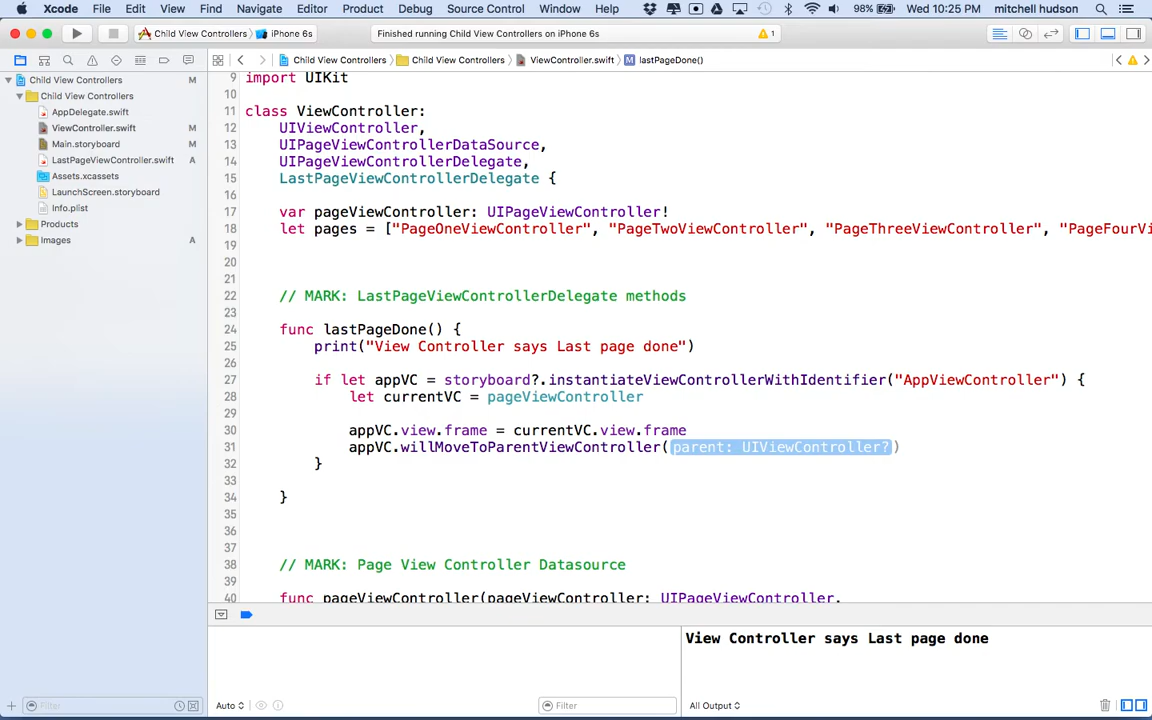 Xcode File Edit View Find Navigate Editor Product Debug Source Control Window Help 98% Wed 10:25 PM mitchell hudson
Child View Controllers iPhone 6s Finished running Child View Controllers on iPhone 6s 1
Child View Controllers Child View Controllers ViewController.swift M lastPageDone()
Child View Controllers M
Child View Controllers
AppDelegate.swift
ViewController.swift M
Main.storyboard M
LastPageViewController.swift A
Assets.xcassets
LaunchScreen.storyboard
Info.plist
Products
Images A
9 import UIKit
10
11 class ViewController:
12 UIViewController,
13 UIPageViewControllerDataSource,
14 UIPageViewControllerDelegate,
15 LastPageViewControllerDelegate {
16
17 var pageViewController: UIPageViewController!
18 let pages = ["PageOneViewController", "PageTwoViewController", "PageThreeViewController", "PageFourVi
19
20
21
22 // MARK: LastPageViewControllerDelegate methods
23
24 func lastPageDone() {
25 print("View Controller says Last page done")
26
27 if let appVC = storyboard?.instantiateViewControllerWithIdentifier("AppViewController") {
28 let currentVC = pageViewController
29
30 appVC.view.frame = currentVC.view.frame
31 appVC.willMoveToParentViewController(parent: UIViewController?)
32 }
33
34 }
35
36
37
38 // MARK: Page View Controller Datasource
39
40 func pageViewController(pageViewController: UIPageViewController,
View Controller says Last page done
Filter Auto Filter All Output